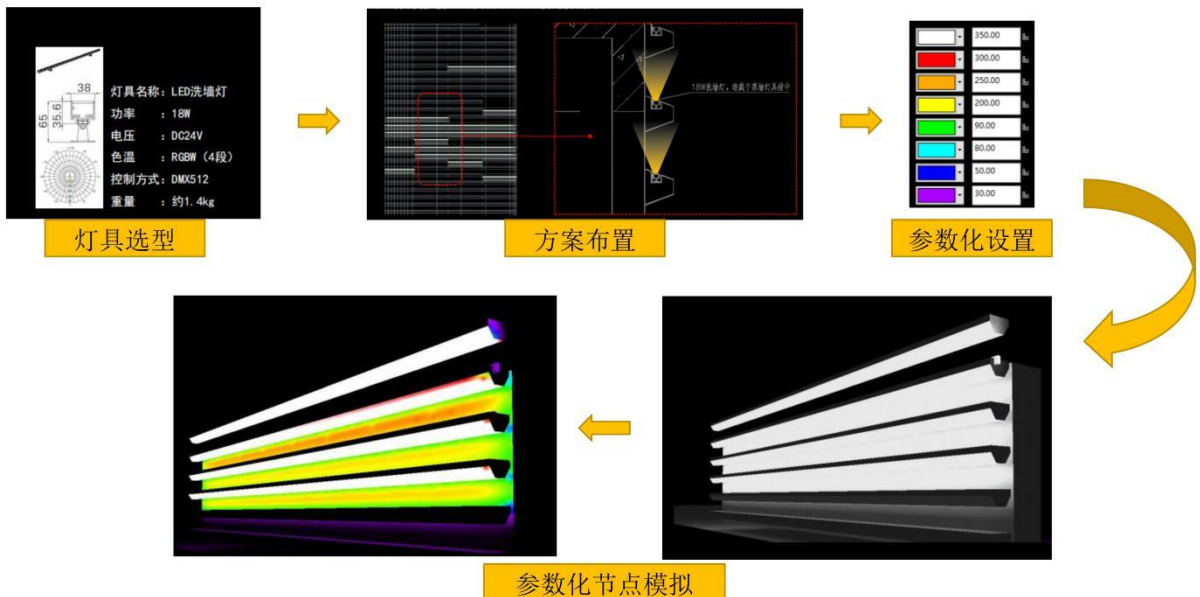 38
65
35.6
灯具名称：LED洗墙灯
功率　：18W
电压　：DC24V
色温　：RGBW（4段）
控制方式：DMX512
重量　：约1.4kg
350.00
300.00
250.00
200.00
90.00
80.00
50.00
30.00
灯具选型
方案布置
参数化设置
参数化节点模拟